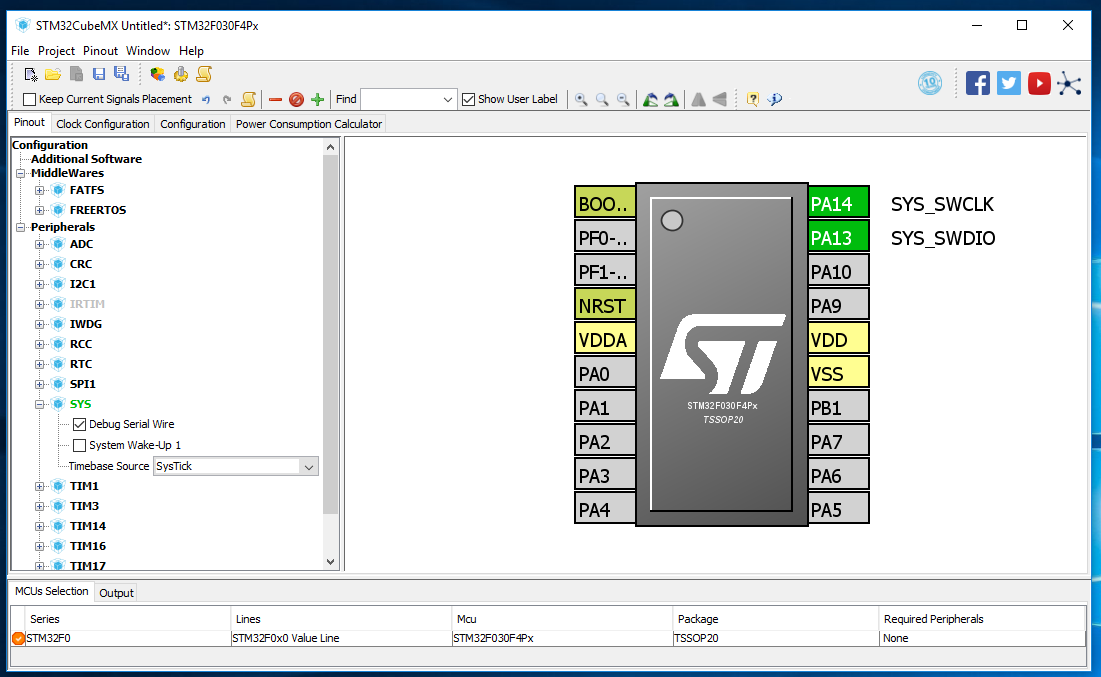 STM32CubeMX Untitled*: STM32F030F4Px
File Project Pinout Window Help
Keep Current Signals Placement Find Show User Label
Pinout Clock Configuration Configuration Power Consumption Calculator
Configuration
Additional Software
MiddleWares
FATFS
FREERTOS
Peripherals
ADC
CRC
I2C1
IRTIM
IWDG
RCC
RTC
SPI1
SYS
Debug Serial Wire
System Wake-Up 1
Timebase Source SysTick
TIM1
TIM3
TIM14
TIM16
TIM17
BOO.. PA14 SYS_SWCLK
PF0-.. PA13 SYS_SWDIO
PF1-.. PA10
NRST PA9
VDDA VDD
PA0 VSS
PA1 PB1
PA2 PA7
PA3 PA6
PA4 PA5
ST
STM32F030F4Px
TSSOP20
MCUs Selection Output
Series Lines Mcu Package Required Peripherals
STM32F0 STM32F0x0 Value Line STM32F030F4Px TSSOP20 None